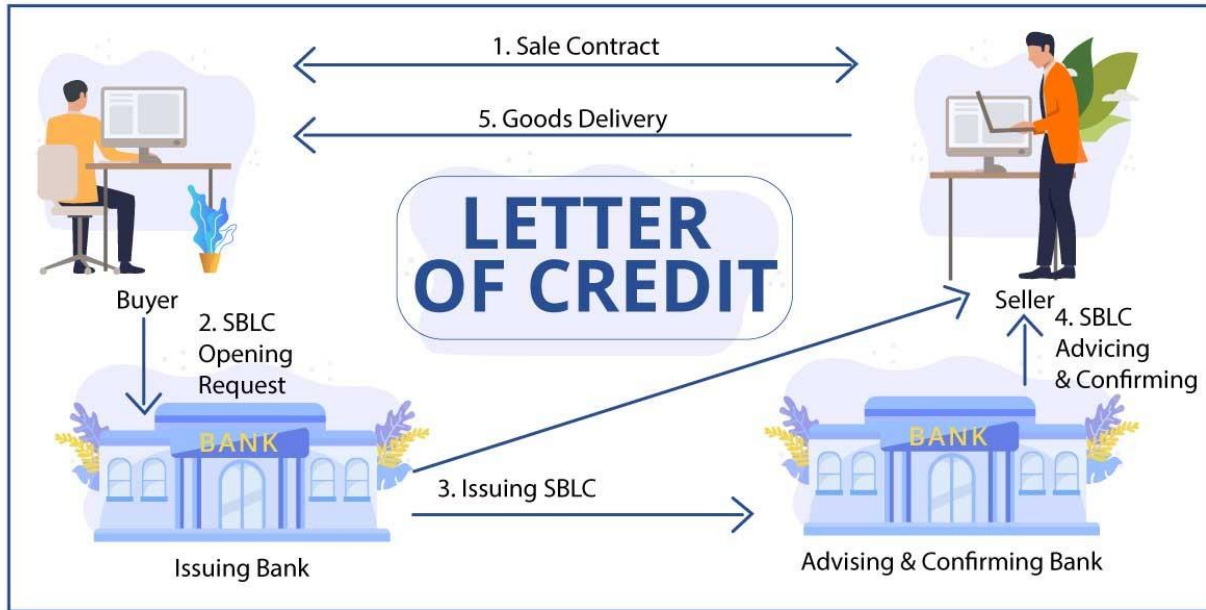 1. Sale Contract
5. Goods Delivery
LETTER
OF CREDIT
Buyer
Seller
2. SBLC
Opening
Request
4. SBLC
Advicing
& Confirming
BANK
BANK
3. Issuing SBLC
Issuing Bank
Advising & Confirming Bank